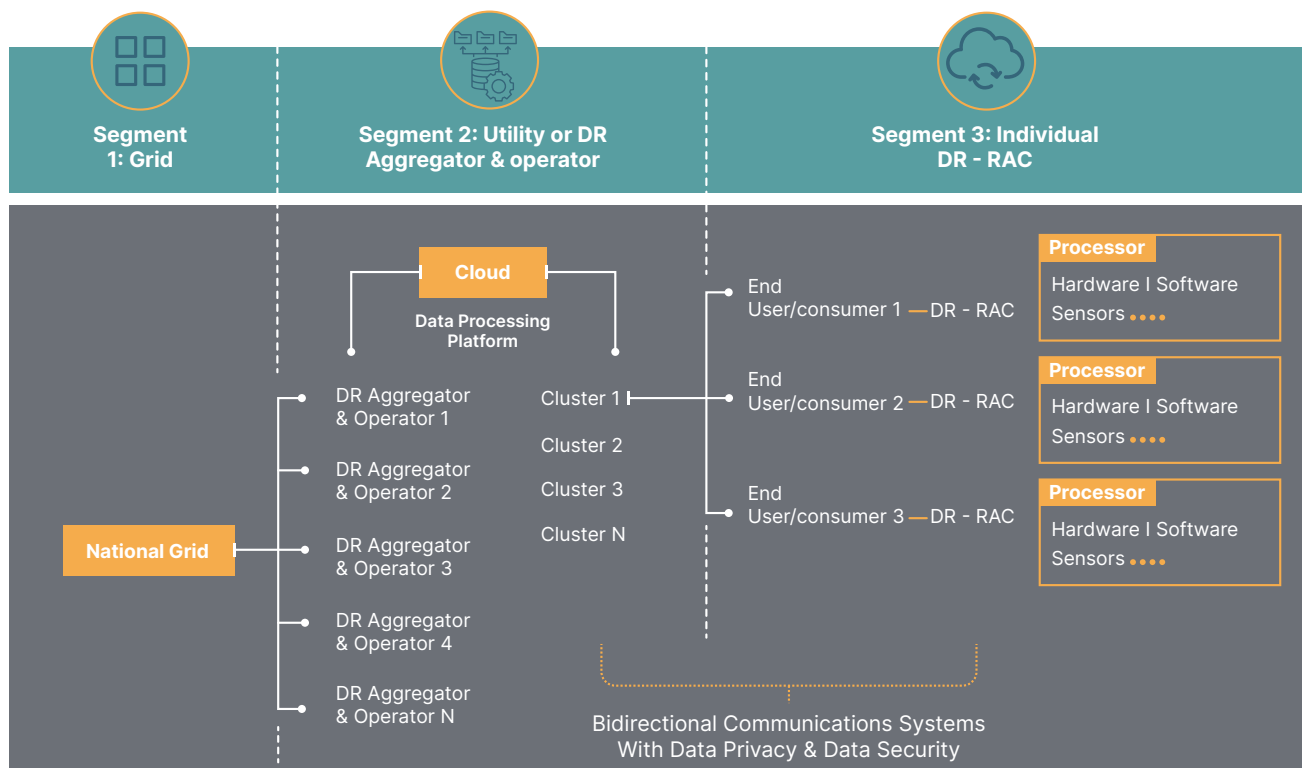 Segment
1: Grid
Segment 2: Utility or DR
Aggregator & operator
Segment 3: Individual
DR - RAC
National Grid
Cloud
Data Processing
Platform
DR Aggregator
& Operator 1
DR Aggregator
& Operator 2
DR Aggregator
& Operator 3
DR Aggregator
& Operator 4
DR Aggregator
& Operator N
Cluster 1
Cluster 2
Cluster 3
Cluster N
End
User/consumer 1 — DR - RAC
End
User/consumer 2 — DR - RAC
End
User/consumer 3 — DR - RAC
Processor
Hardware I Software
Sensors ....
Processor
Hardware I Software
Sensors ....
Processor
Hardware I Software
Sensors ....
Bidirectional Communications Systems
With Data Privacy & Data Security